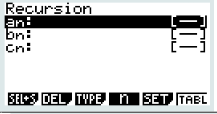 Recursion
an: [—]
bn: [—]
cn: [—]
SEL+S DEL TYPE n SET TABL